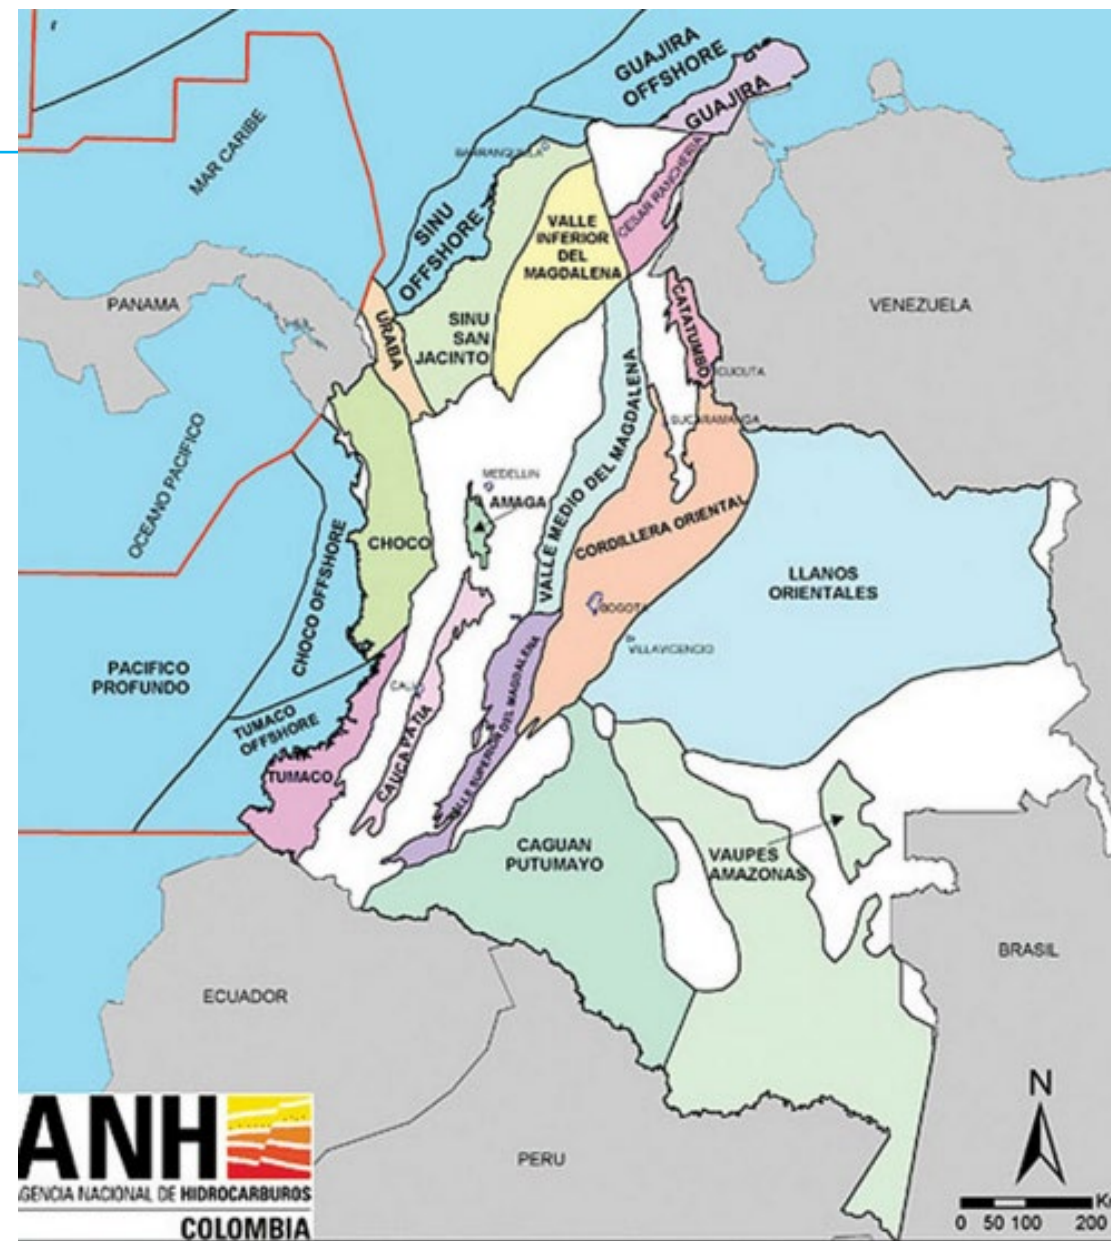 GUAJIRA
OFFSHORE
GUAJIRA
MAR CARIBE
BARRANQUILLA
CESAR RANCHERIA
SINU
OFFSHORE
VALLE
INFERIOR
DEL
MAGDALENA
PANAMA
VENEZUELA
URABA
SINU
SAN
JACINTO
CATATUMBO
CUCUTA
BUCARAMANGA
OCEANO PACIFICO
MEDELLIN
AMAGA
VALLE MEDIO DEL MAGDALENA
CORDILLERA ORIENTAL
CHOCO
CHOCO OFFSHORE
LLANOS
ORIENTALES
BOGOTA
VILLAVICENCIO
PACIFICO
PROFUNDO
CALI
TUMACO
OFFSHORE
TUMACO
CAUCA PATIA
VALLE SUPERIOR DEL MAGDALENA
CAGUAN
PUTUMAYO
VAUPES
AMAZONAS
BRASIL
ECUADOR
PERU
N
Km
0 50 100 200
ANH
AGENCIA NACIONAL DE HIDROCARBUROS
COLOMBIA